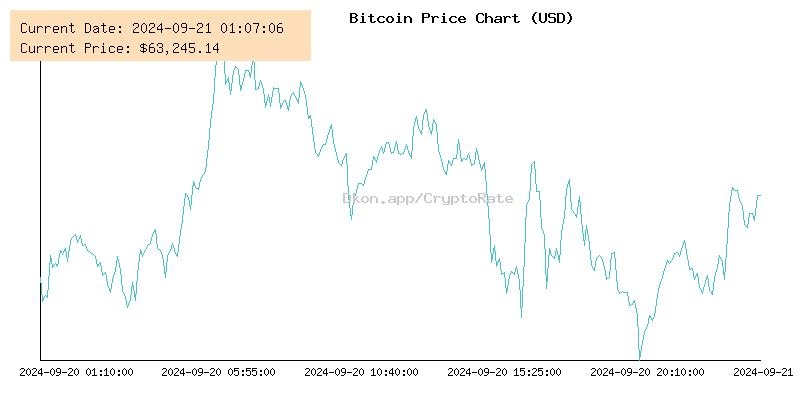 Bitcoin Price Chart (USD)
Current Date: 2024-09-21 01:07:06
Current Price: $63,245.14
Dkon.app/CryptoRate
2024-09-20 01:10:00 2024-09-20 05:55:00 2024-09-20 10:40:00 2024-09-20 15:25:00 2024-09-20 20:10:00 2024-09-21